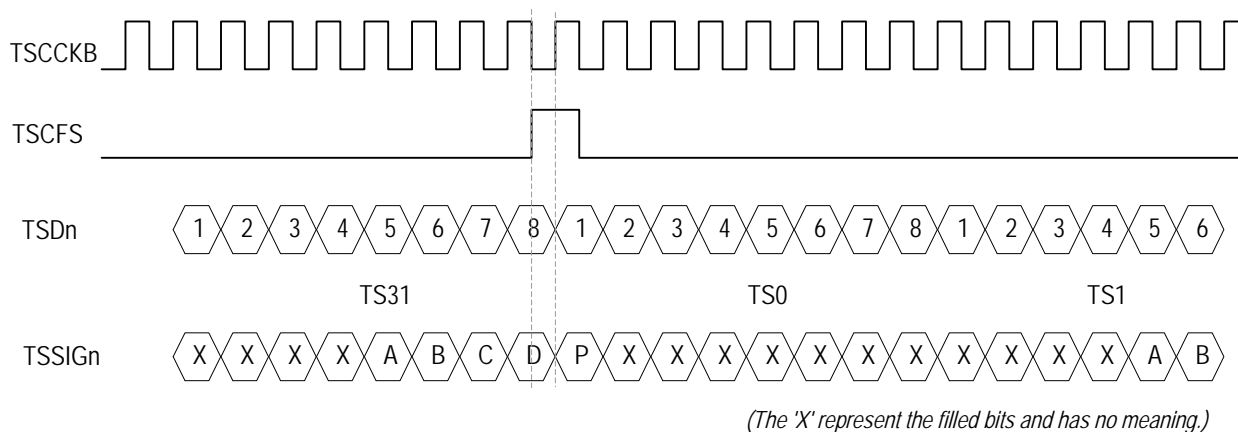 TSCCKB
TSCFS
TSDn 1 2 3 4 5 6 7 8 1 2 3 4 5 6 7 8 1 2 3 4 5 6
TS31 TS0 TS1
TSSIGn X X X X A B C D P X X X X X X X X X X X A B
(The 'X' represent the filled bits and has no meaning.)